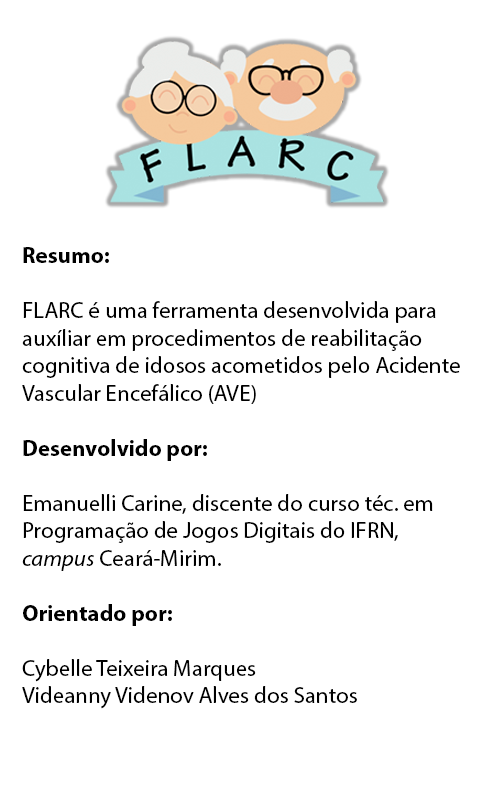 FLARC
Resumo:
FLARC é uma ferramenta desenvolvida para
auxíliar em procedimentos de reabilitação
cognitiva de idosos acometidos pelo Acidente
Vascular Encefálico (AVE)
Desenvolvido por:
Emanuelli Carine, discente do curso téc. em
Programação de Jogos Digitais do IFRN,
campus Ceará-Mirim.
Orientado por:
Cybelle Teixeira Marques
Videanny Videnov Alves dos Santos